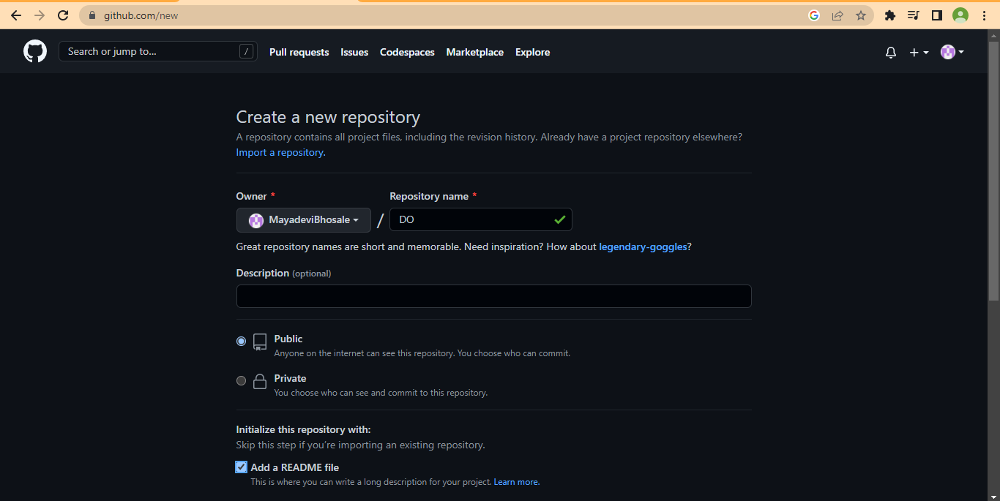 github.com/new
Search or jump to... /
Pull requests Issues Codespaces Marketplace Explore
Create a new repository
A repository contains all project files, including the revision history. Already have a project repository elsewhere?
Import a repository.
Owner * Repository name *
MayadeviBhosale / DO
Great repository names are short and memorable. Need inspiration? How about legendary-goggles?
Description (optional)
Public
Anyone on the internet can see this repository. You choose who can commit.
Private
You choose who can see and commit to this repository.
Initialize this repository with:
Skip this step if you're importing an existing repository.
Add a README file
This is where you can write a long description for your project. Learn more.